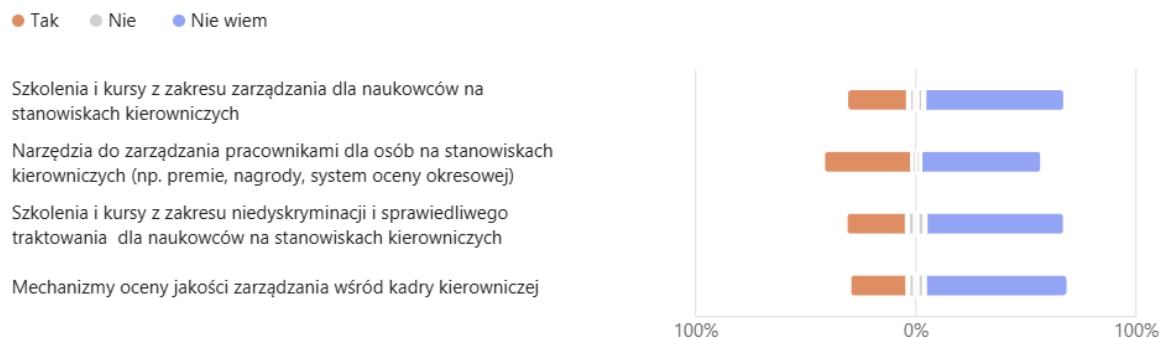 Tak Nie Nie wiem
Szkolenia i kursy z zakresu zarządzania dla naukowców na
stanowiskach kierowniczych
Narzędzia do zarządzania pracownikami dla osób na stanowiskach
kierowniczych (np. premie, nagrody, system oceny okresowej)
Szkolenia i kursy z zakresu niedyskryminacji i sprawiedliwego
traktowania dla naukowców na stanowiskach kierowniczych
Mechanizmy oceny jakości zarządzania wśród kadry kierowniczej
100% 0% 100%